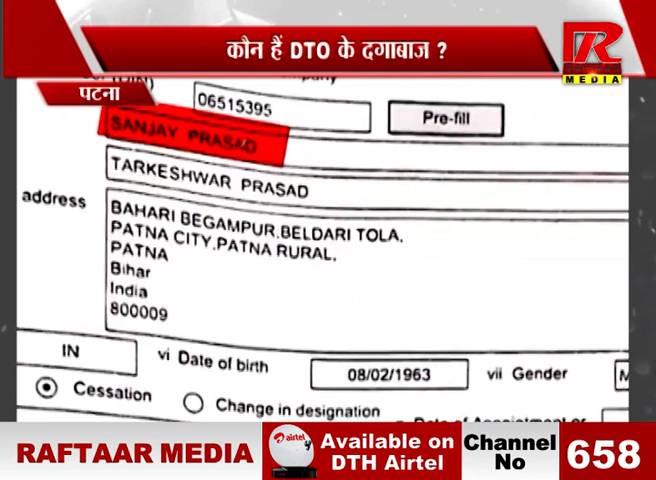 कौन हैं DTO के दगाबाज ?
RAFTAAR
MEDIA
पटना
06515395
Pre-fill
SANJAY PRASAD
TARKESHWAR PRASAD
address
BAHARI BEGAMPUR,BELDARI TOLA,
PATNA CITY,PATNA RURAL,
PATNA
Bihar
India
800009
IN
vi Date of birth
08/02/1963
vii Gender
M
Cessation
Change in designation
RAFTAAR MEDIA
airtel
Available on
DTH Airtel
Channel
No
658